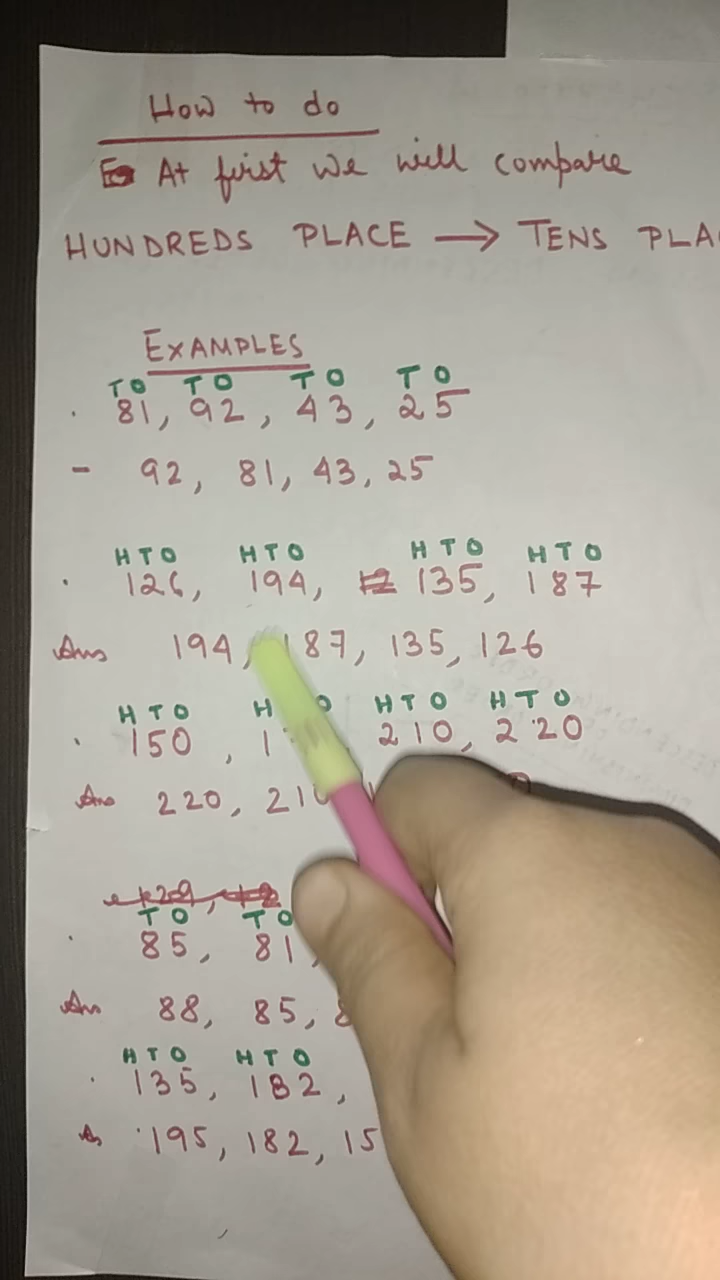 How to do
At first we will compare
HUNDREDS PLACE → TENS
EXAMPLES
TO TO TO TO
. 81, 92, 43, 25
- 92, 81, 43, 25
HTO HTO HTO HTO
. 126, 194, 135, 187
Ans 194, 187, 135, 126
HTO H O HTO HTO
. 150, 210, 220
Ans 220, 210
TO TO
. 85, 81,
Ans 88, 85,
HTO HTO
. 135, 182,
As 195, 182, 15